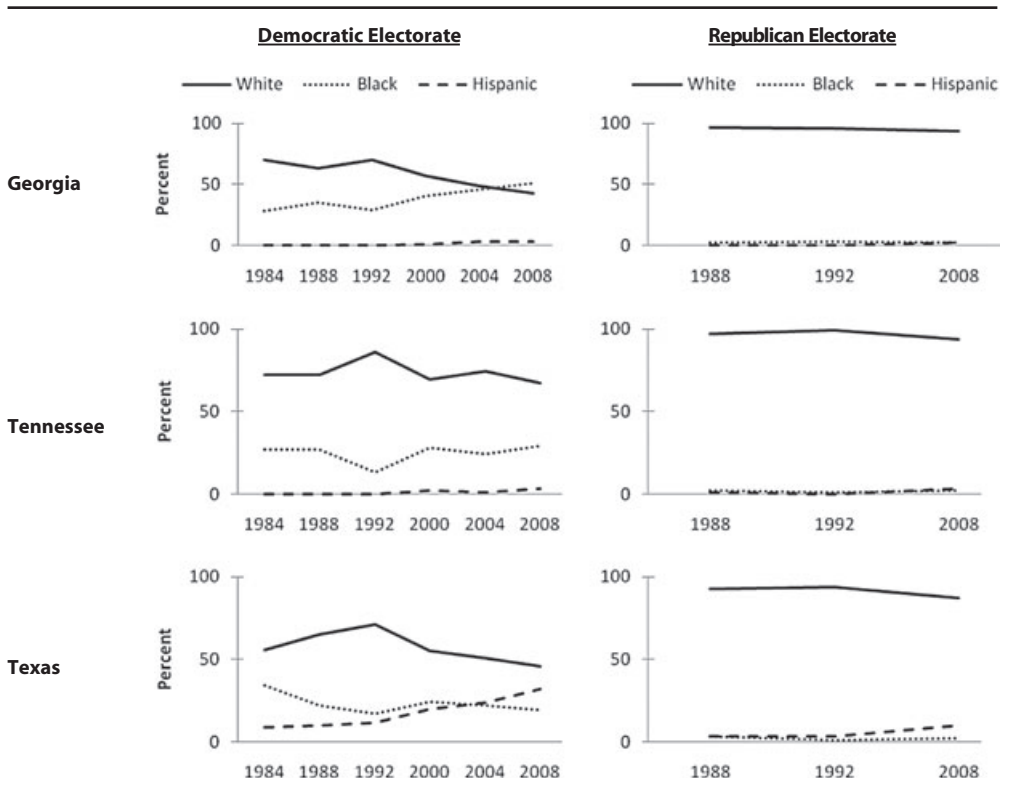 Democratic Electorate Republican Electorate
White Black Hispanic White Black Hispanic
Georgia
Percent
100
50
0
1984 1988 1992 2000 2004 2008
100
50
0
1988 1992 2008
Tennessee
Percent
100
50
0
1984 1988 1992 2000 2004 2008
100
50
0
1988 1992 2008
Texas
Percent
100
50
0
1984 1988 1992 2000 2004 2008
100
50
0
1988 1992 2008